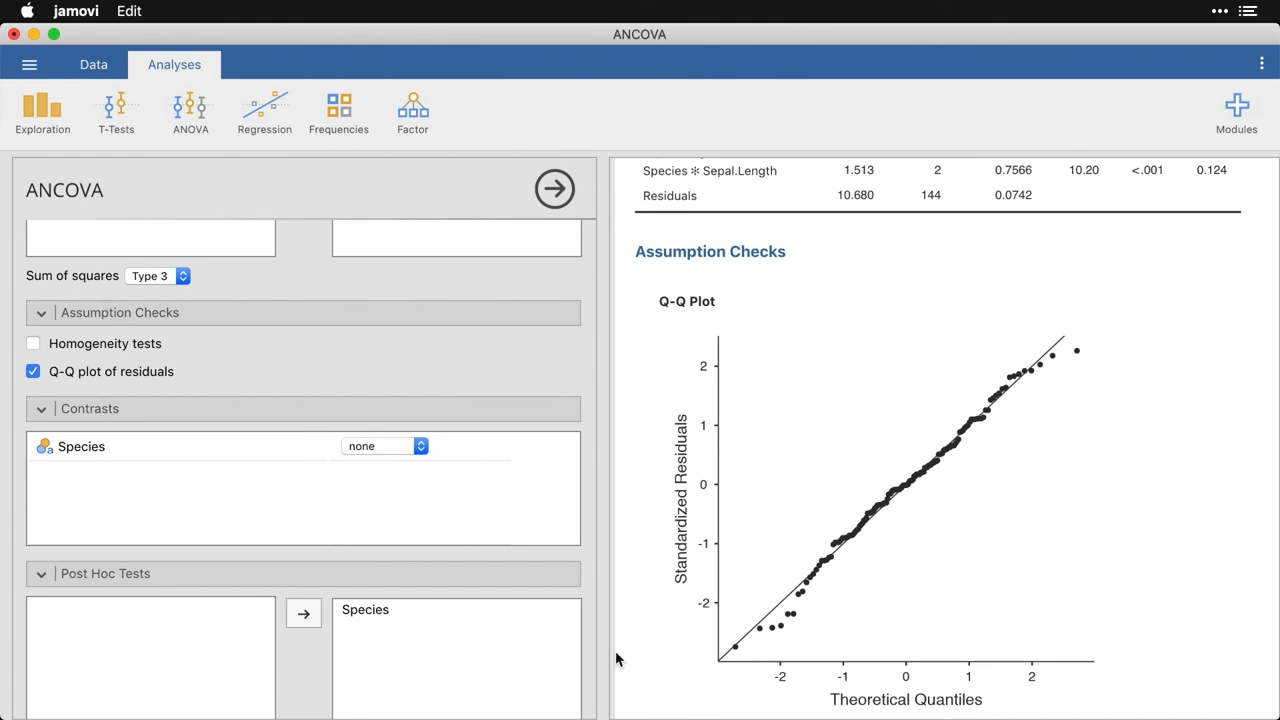 jamovi Edit
ANCOVA
Data Analyses
Exploration T-Tests ANOVA Regression Frequencies Factor Modules
ANCOVA
Sum of squares Type 3
Assumption Checks
Homogeneity tests
Q-Q plot of residuals
Contrasts
Species none
Post Hoc Tests
Species
Species ✻ Sepal.Length 1.513 2 0.7566 10.20 <.001 0.124
Residuals 10.680 144 0.0742
Assumption Checks
Q-Q Plot
Standardized Residuals
2
1
0
-1
-2
-2 -1 0 1 2
Theoretical Quantiles